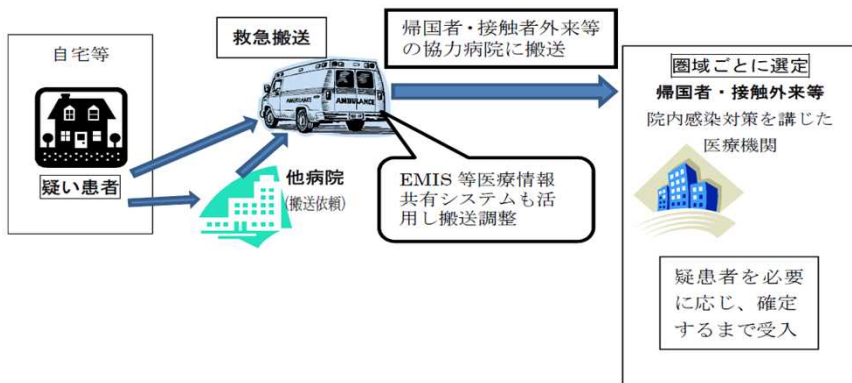 自宅等
疑い患者
救急搬送
AMBULANCE
AMBULANCE
他病院
(搬送依頼)
帰国者・接触者外来等
の協力病院に搬送
EMIS 等医療情報
共有システムも活
用し搬送調整
圏域ごとに選定
帰国者・接触外来等
院内感染対策を講じた
医療機関
疑患者を必要
に応じ、確定
するまで受入